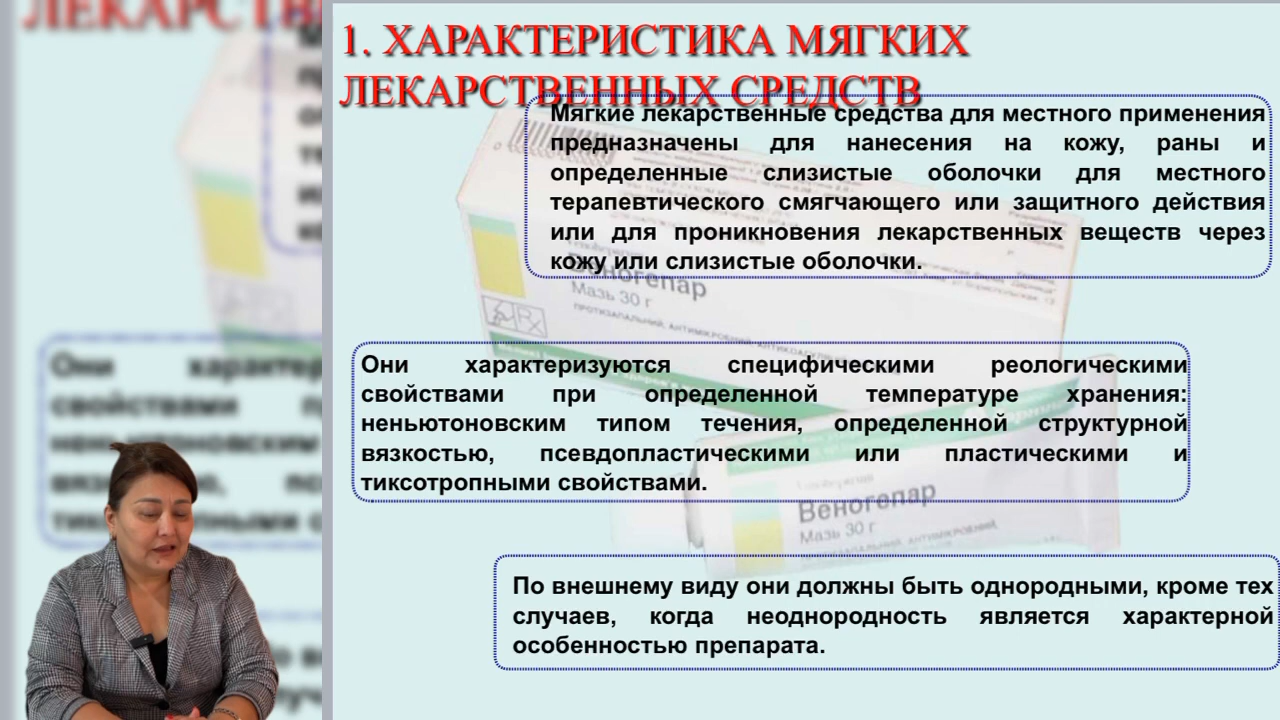 1. ХАРАКТЕРИСТИКА МЯГКИХ
ЛЕКАРСТВЕННЫХ СРЕДСТВ
Мягкие лекарственные средства для местного применения
предназначены для нанесения на кожу, раны и
определенные слизистые оболочки для местного
терапевтического смягчающего или защитного действия
или для проникновения лекарственных веществ через
кожу или слизистые оболочки.
Веногепар
Мазь 30 г
Они характеризуются специфическими реологическими
свойствами при определенной температуре хранения:
неньютоновским типом течения, определенной структурной
вязкостью, псевдопластическими или пластическими и
тиксотропными свойствами.
Веногепар
Мазь 30 г
По внешнему виду они должны быть однородными, кроме тех
случаев, когда неоднородность является характерной
особенностью препарата.